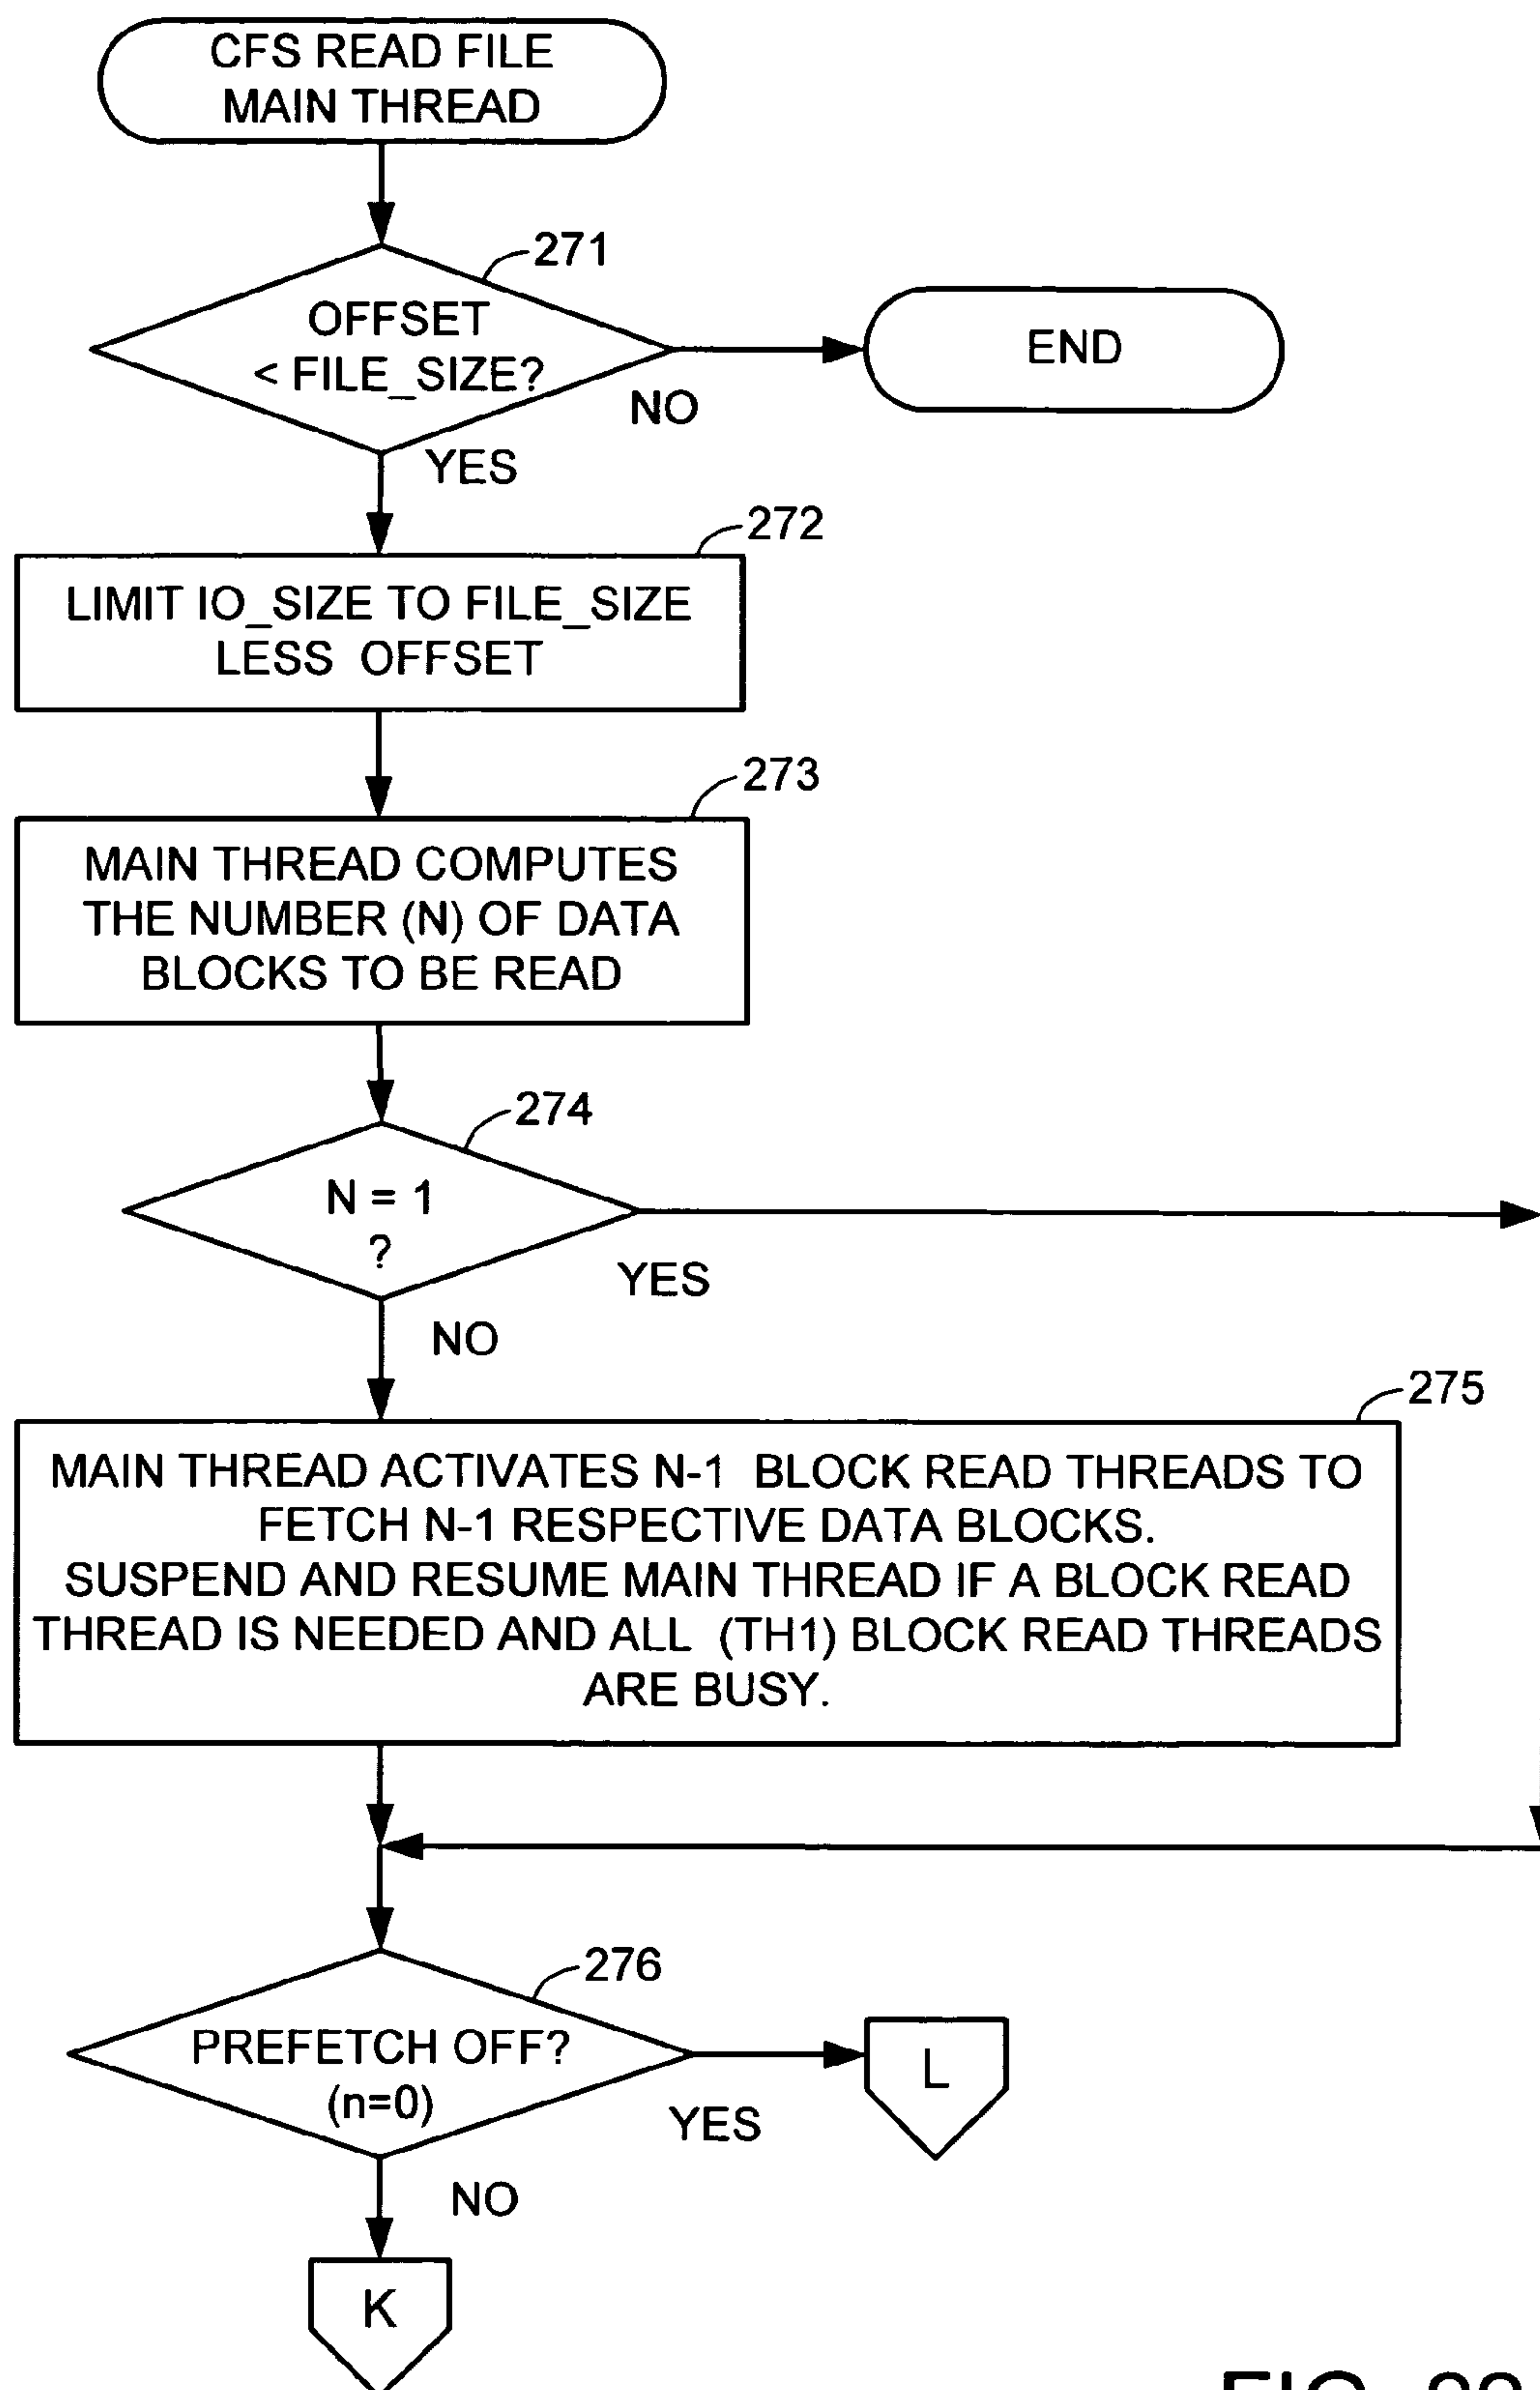 CFS READ FILE
MAIN THREAD
271
OFFSET
< FILE_SIZE?
NO
END
YES
272
LIMIT IO_SIZE TO FILE_SIZE
LESS OFFSET
273
MAIN THREAD COMPUTES
THE NUMBER (N) OF DATA
BLOCKS TO BE READ
274
N = 1
?
YES
NO
275
MAIN THREAD ACTIVATES N-1 BLOCK READ THREADS TO
FETCH N-1 RESPECTIVE DATA BLOCKS.
SUSPEND AND RESUME MAIN THREAD IF A BLOCK READ
THREAD IS NEEDED AND ALL (TH1) BLOCK READ THREADS
ARE BUSY.
276
PREFETCH OFF?
(n=0)
YES
L
NO
K